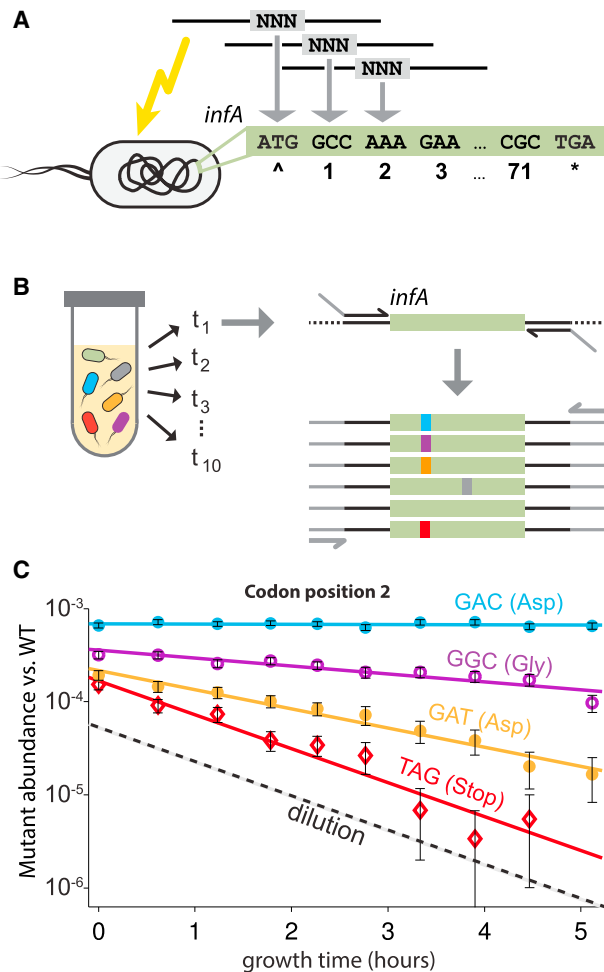 A
NNN
NNN
NNN
infA
ATG GCC AAA GAA ... CGC TGA
^ 1 2 3 ... 71 *
B
t1
t2
t3
...
t10
infA
C
Codon position 2
Mutant abundance vs. WT
10-3
10-4
10-5
10-6
GAC (Asp)
GGC (Gly)
GAT (Asp)
TAG (Stop)
dilution
0 1 2 3 4 5
growth time (hours)